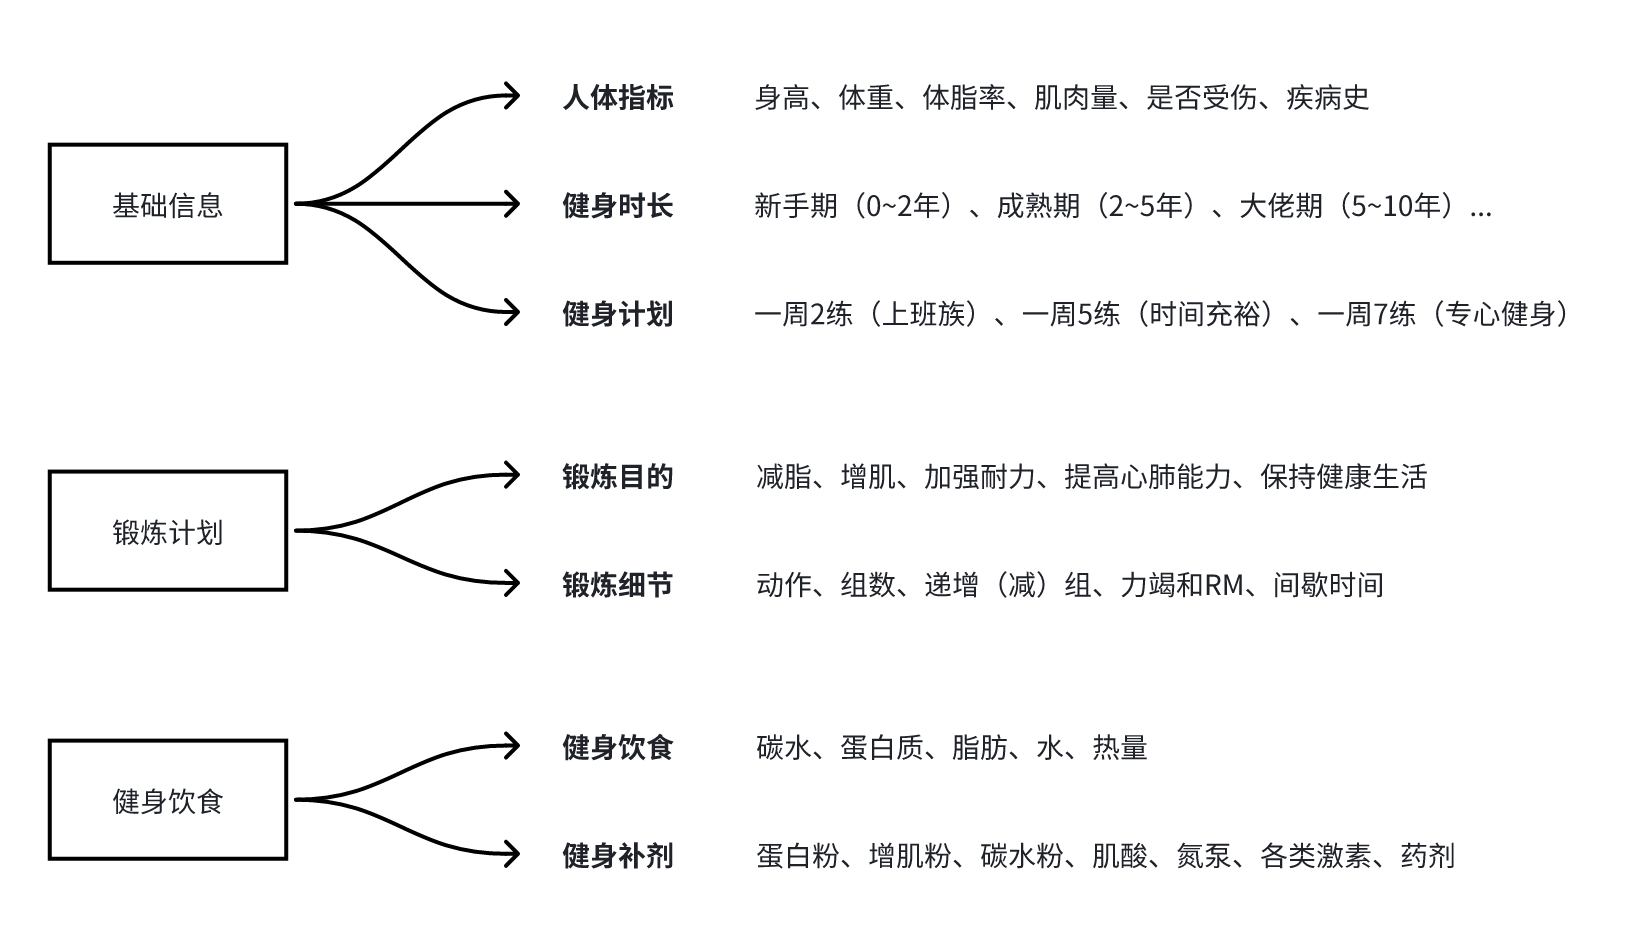 基础信息
人体指标 身高、体重、体脂率、肌肉量、是否受伤、疾病史
健身时长 新手期（0~2年）、成熟期（2~5年）、大佬期（5~10年）...
健身计划 一周2练（上班族）、一周5练（时间充裕）、一周7练（专心健身）
锻炼计划
锻炼目的 减脂、增肌、加强耐力、提高心肺能力、保持健康生活
锻炼细节 动作、组数、递增（减）组、力竭和RM、间歇时间
健身饮食
健身饮食 碳水、蛋白质、脂肪、水、热量
健身补剂 蛋白粉、增肌粉、碳水粉、肌酸、氮泵、各类激素、药剂